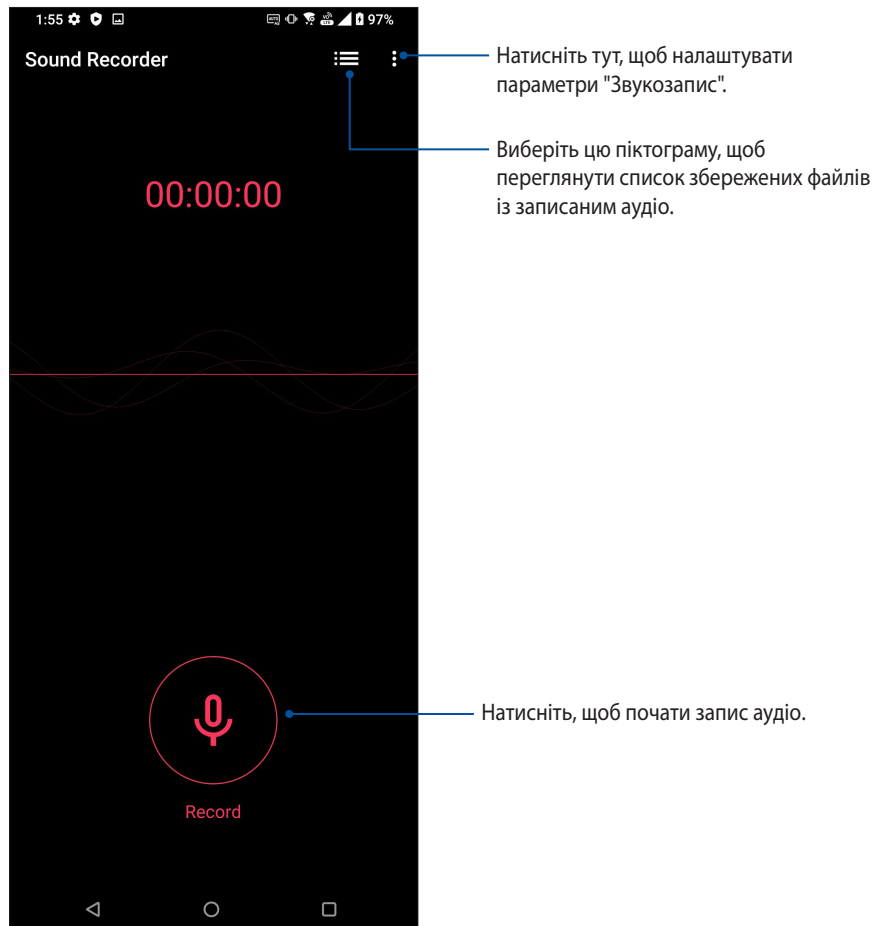 1:55
97%
Sound Recorder
Натисніть тут, щоб налаштувати
параметри "Звукозапис".
Виберіть цю піктограму, щоб
переглянути список збережених файлів
із записаним аудіо.
00:00:00
Натисніть, щоб почати запис аудіо.
Record